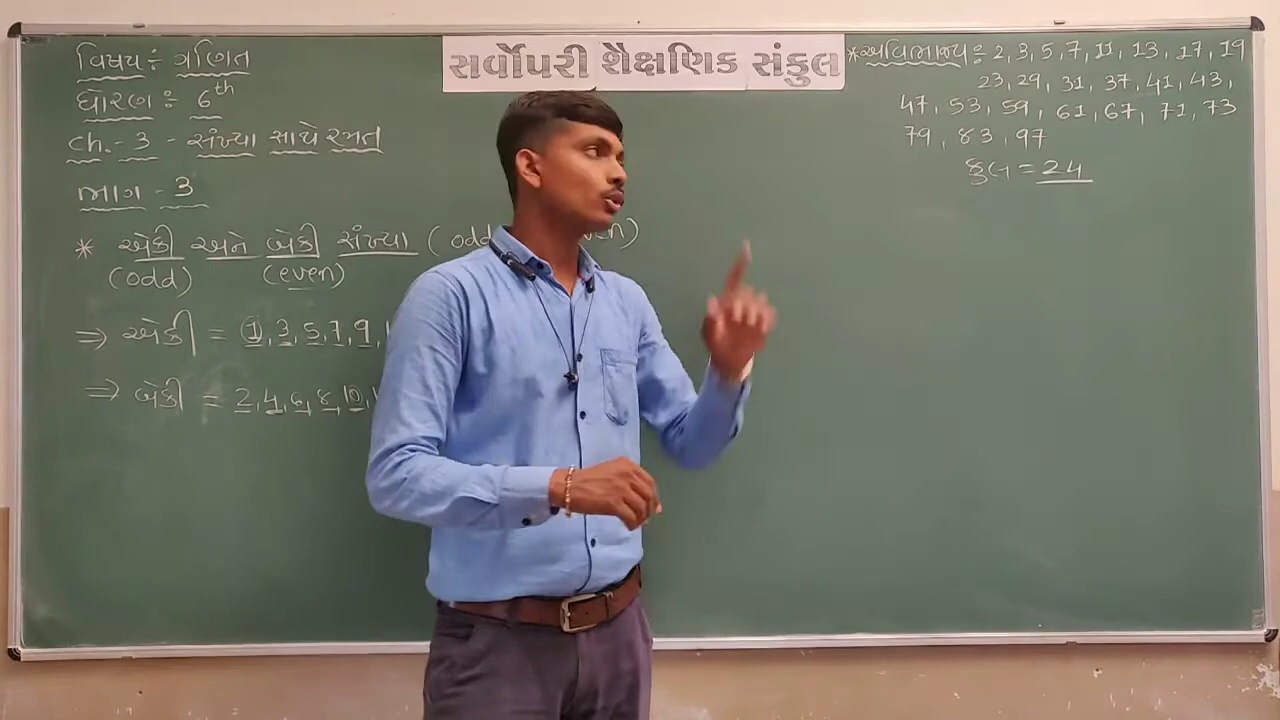 વિષય: ગણિત
ધોરણ: 6th
ch.- 3 - સંખ્યા સાથે રમત
ભાગ - 3
* એકી અને બેકી સંખ્યા ( odd
(odd) (even)
⇒ એકી = 1, 3, 5, 7, 9,
⇒ બેકી = 2, 4, 6, 8, 10,
સર્વોપરી શૈક્ષણિક સંકુલ
* અવિભાજ્ય: 2, 3, 5, 7, 11, 13, 17, 19
23, 29, 31, 37, 41, 43,
47, 53, 59, 61, 67, 71, 73
79, 83, 97
કુલ = 24